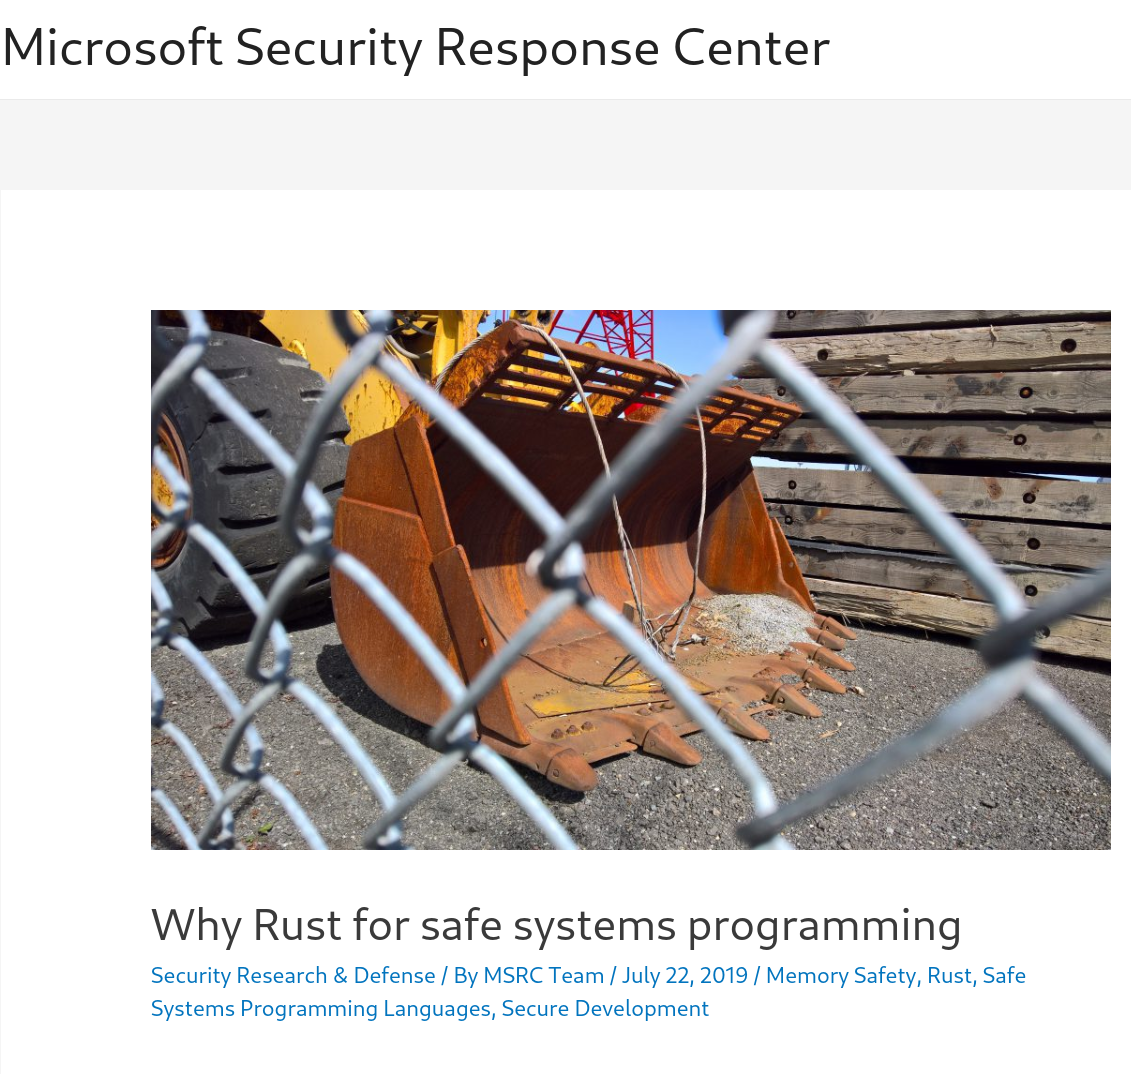 Microsoft Security Response Center
Why Rust for safe systems programming
Security Research & Defense / By MSRC Team / July 22, 2019 / Memory Safety, Rust, Safe
Systems Programming Languages, Secure Development